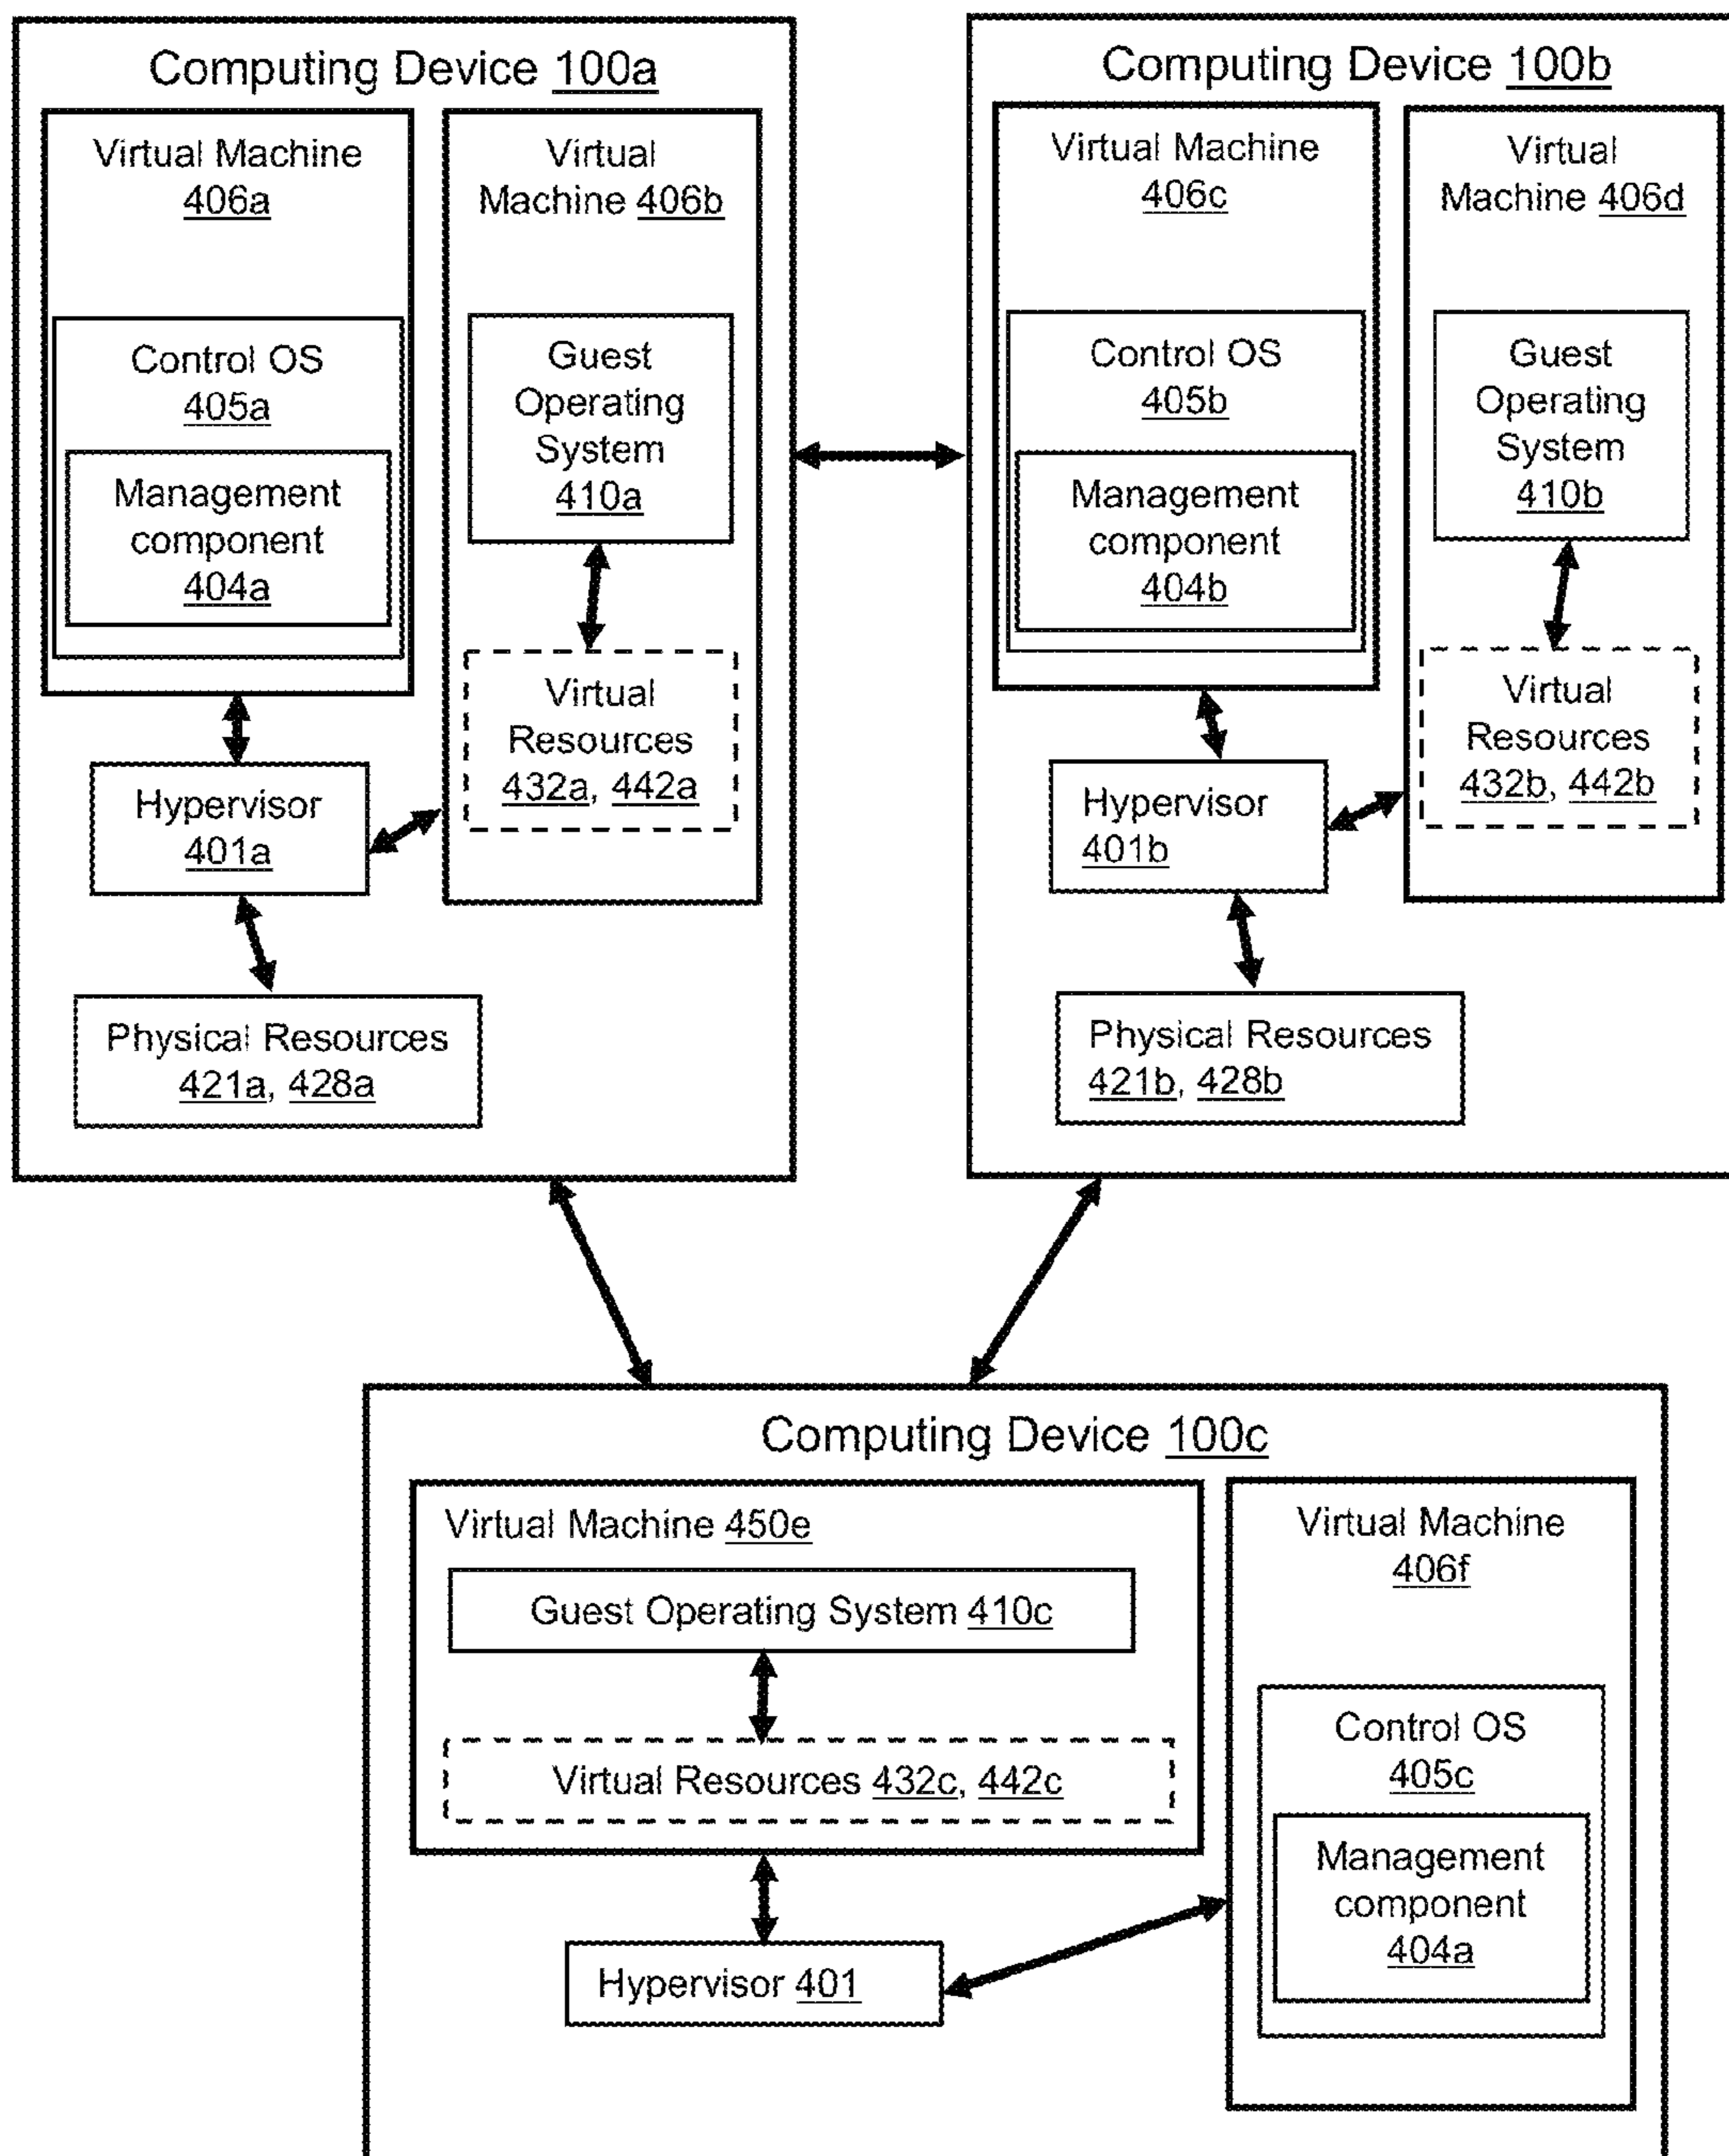 Computing Device 100a
Virtual Machine
406a
Control OS
405a
Management
component
404a
Virtual
Machine 406b
Guest
Operating
System
410a
Virtual
Resources
432a, 442a
Hypervisor
401a
Physical Resources
421a, 428a
Computing Device 100b
Virtual Machine
406c
Control OS
405b
Management
component
404b
Virtual
Machine 406d
Guest
Operating
System
410b
Virtual
Resources
432b, 442b
Hypervisor
401b
Physical Resources
421b, 428b
Computing Device 100c
Virtual Machine 450e
Guest Operating System 410c
Virtual Resources 432c, 442c
Hypervisor 401
Virtual Machine
406f
Control OS
405c
Management
component
404a